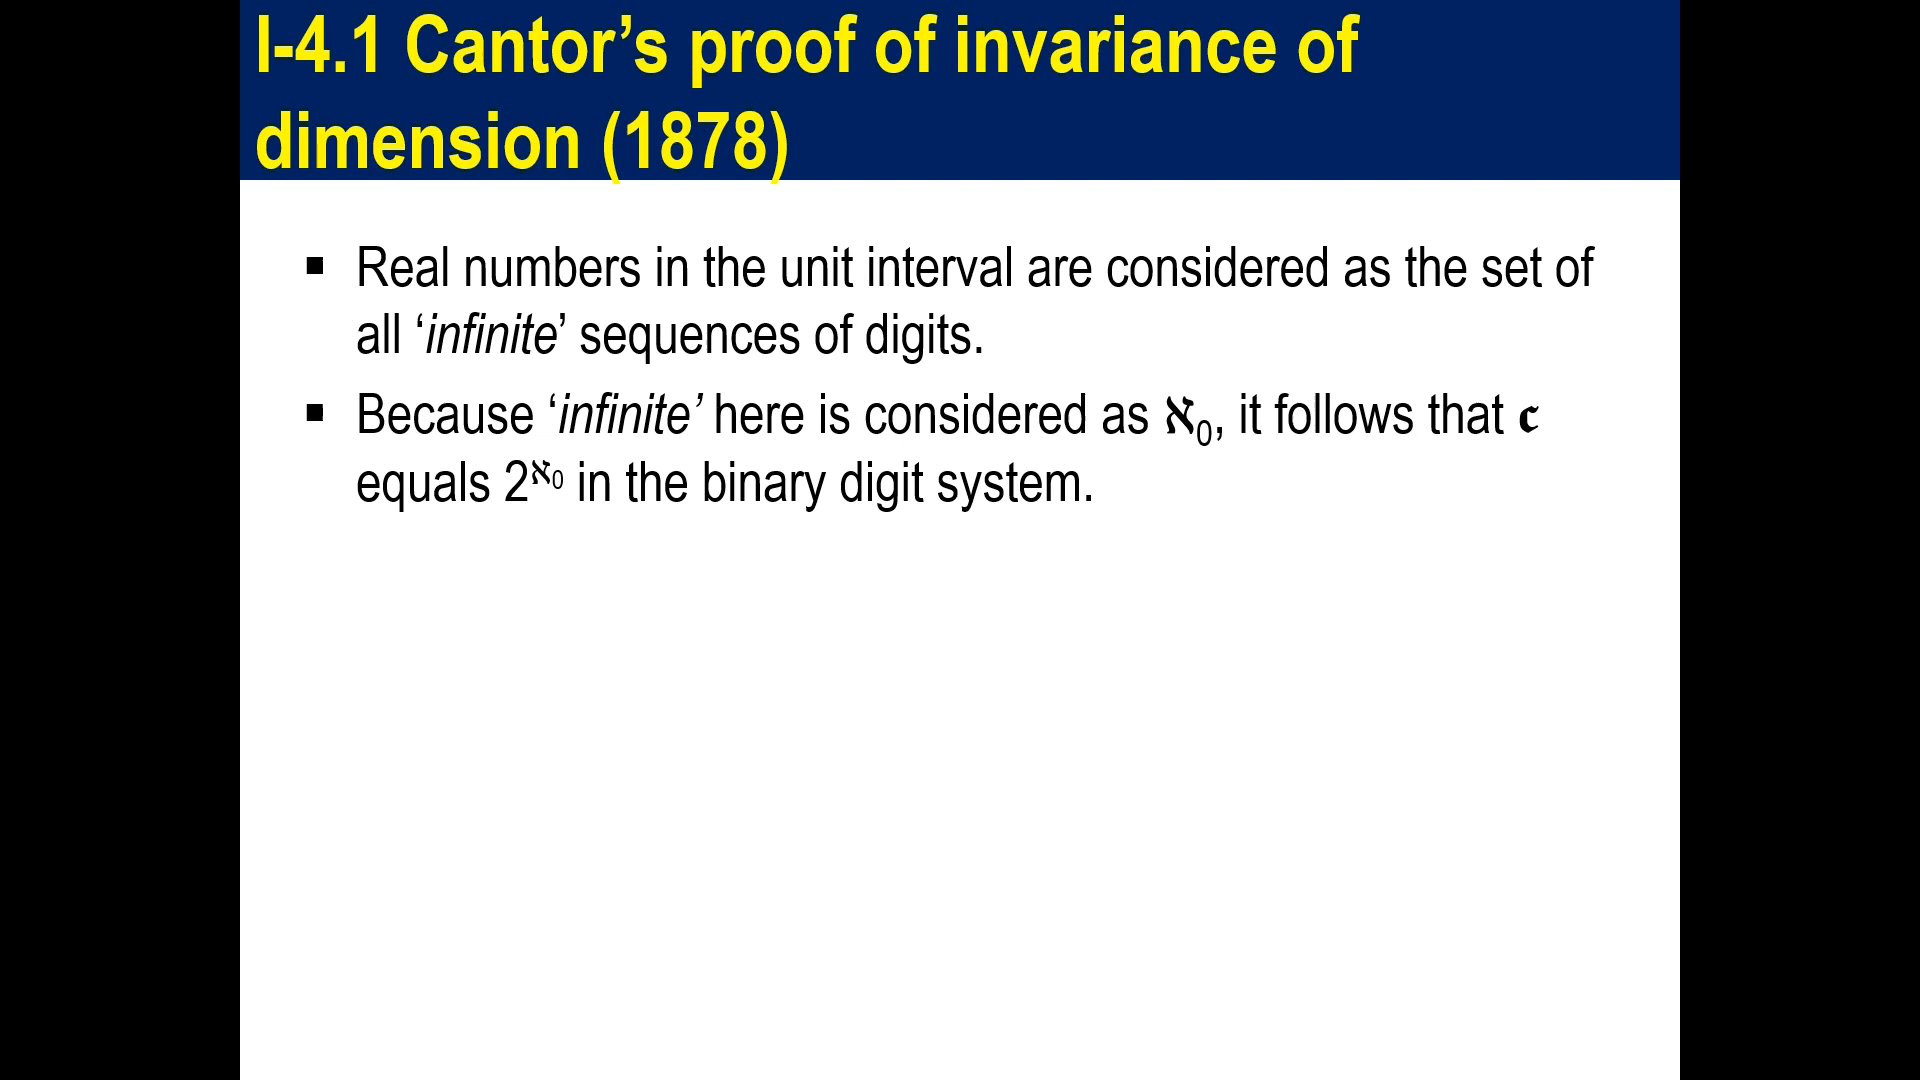 I-4.1 Cantor’s proof of invariance of
dimension (1878)
▪ Real numbers in the unit interval are considered as the set of
all ‘infinite’ sequences of digits.
▪ Because ‘infinite’ here is considered as ℵ₀, it follows that 𝖈
equals 2^ℵ₀ in the binary digit system.